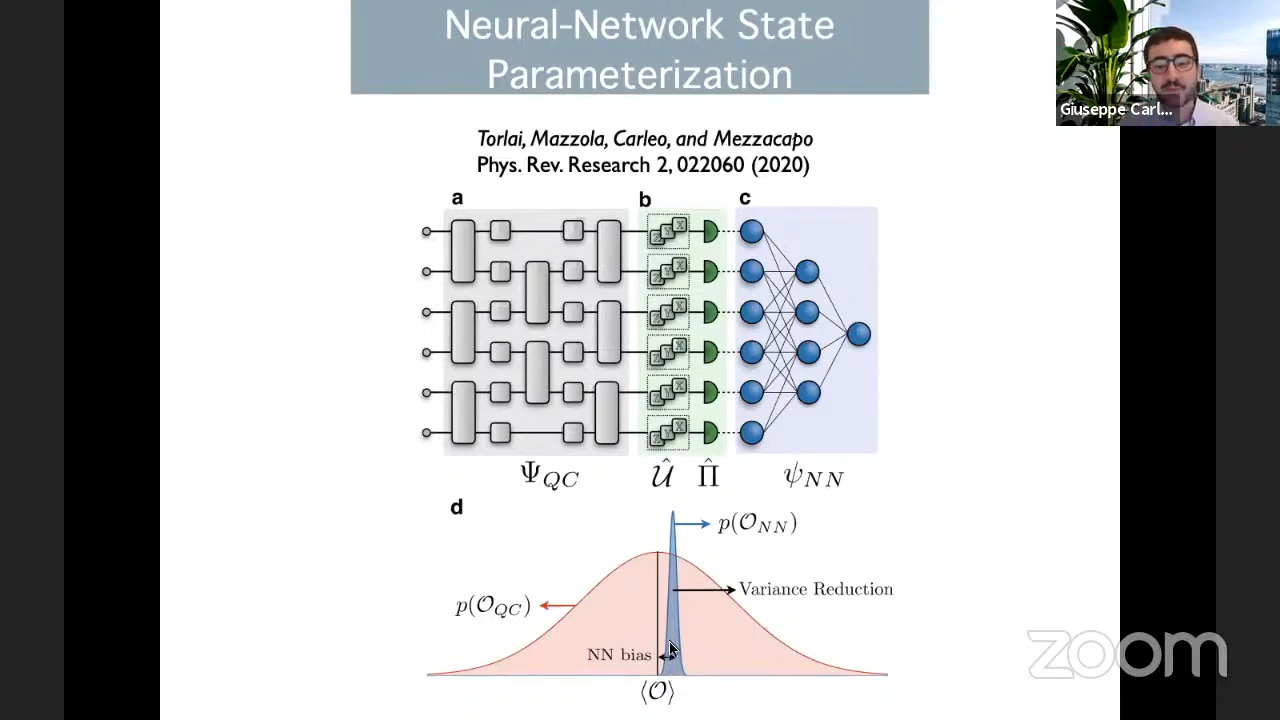 Neural-Network State
Parameterization
Giuseppe Carl...
Torlai, Mazzola, Carleo, and Mezzacapo
Phys. Rev. Research 2, 022060 (2020)
a
b
c
Z Y X
Z Y X
Z Y X
Z Y X
Z Y X
Z Y X
Ψ_QC
Û
Π̂
ψ_NN
d
p(𝒪_NN)
Variance Reduction
p(𝒪_QC)
NN bias
⟨𝒪⟩
zoom